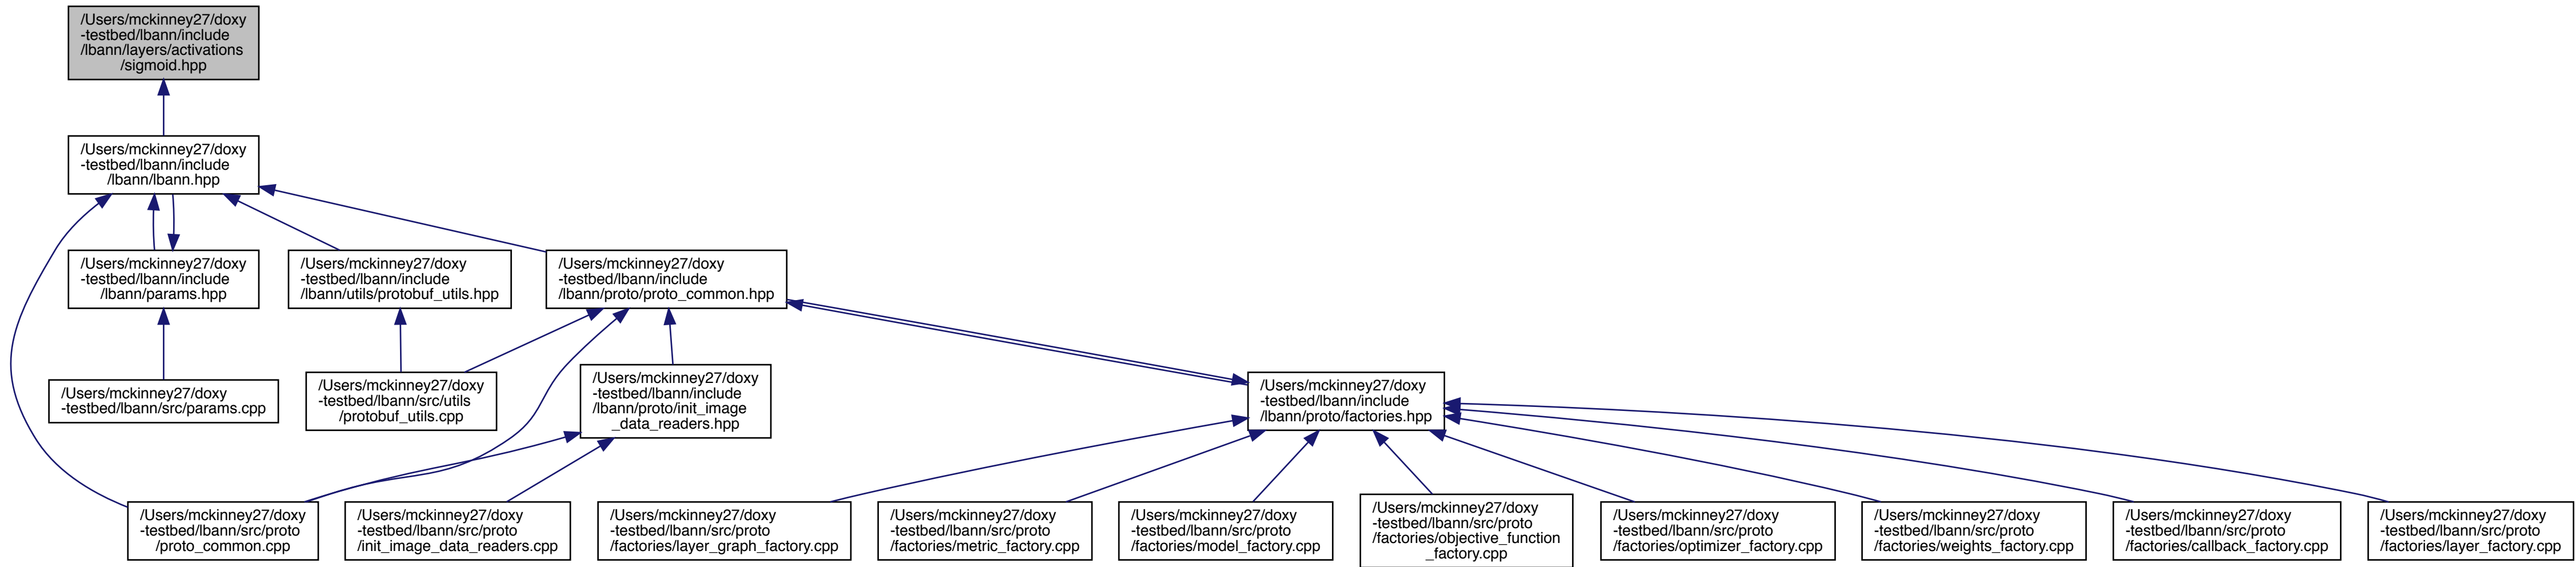 /Users/mckinney27/doxy
-testbed/lbann/include
/lbann/layers/activations
/sigmoid.hpp
/Users/mckinney27/doxy
-testbed/lbann/include
/lbann/lbann.hpp
/Users/mckinney27/doxy
-testbed/lbann/include
/lbann/params.hpp
/Users/mckinney27/doxy
-testbed/lbann/include
/lbann/utils/protobuf_utils.hpp
/Users/mckinney27/doxy
-testbed/lbann/include
/lbann/proto/proto_common.hpp
/Users/mckinney27/doxy
-testbed/lbann/src/params.cpp
/Users/mckinney27/doxy
-testbed/lbann/src/utils
/protobuf_utils.cpp
/Users/mckinney27/doxy
-testbed/lbann/include
/lbann/proto/init_image
_data_readers.hpp
/Users/mckinney27/doxy
-testbed/lbann/include
/lbann/proto/factories.hpp
/Users/mckinney27/doxy
-testbed/lbann/src/proto
/proto_common.cpp
/Users/mckinney27/doxy
-testbed/lbann/src/proto
/init_image_data_readers.cpp
/Users/mckinney27/doxy
-testbed/lbann/src/proto
/factories/layer_graph_factory.cpp
/Users/mckinney27/doxy
-testbed/lbann/src/proto
/factories/metric_factory.cpp
/Users/mckinney27/doxy
-testbed/lbann/src/proto
/factories/model_factory.cpp
/Users/mckinney27/doxy
-testbed/lbann/src/proto
/factories/objective_function
_factory.cpp
/Users/mckinney27/doxy
-testbed/lbann/src/proto
/factories/optimizer_factory.cpp
/Users/mckinney27/doxy
-testbed/lbann/src/proto
/factories/weights_factory.cpp
/Users/mckinney27/doxy
-testbed/lbann/src/proto
/factories/callback_factory.cpp
/Users/mckinney27/doxy
-testbed/lbann/src/proto
/factories/layer_factory.cpp